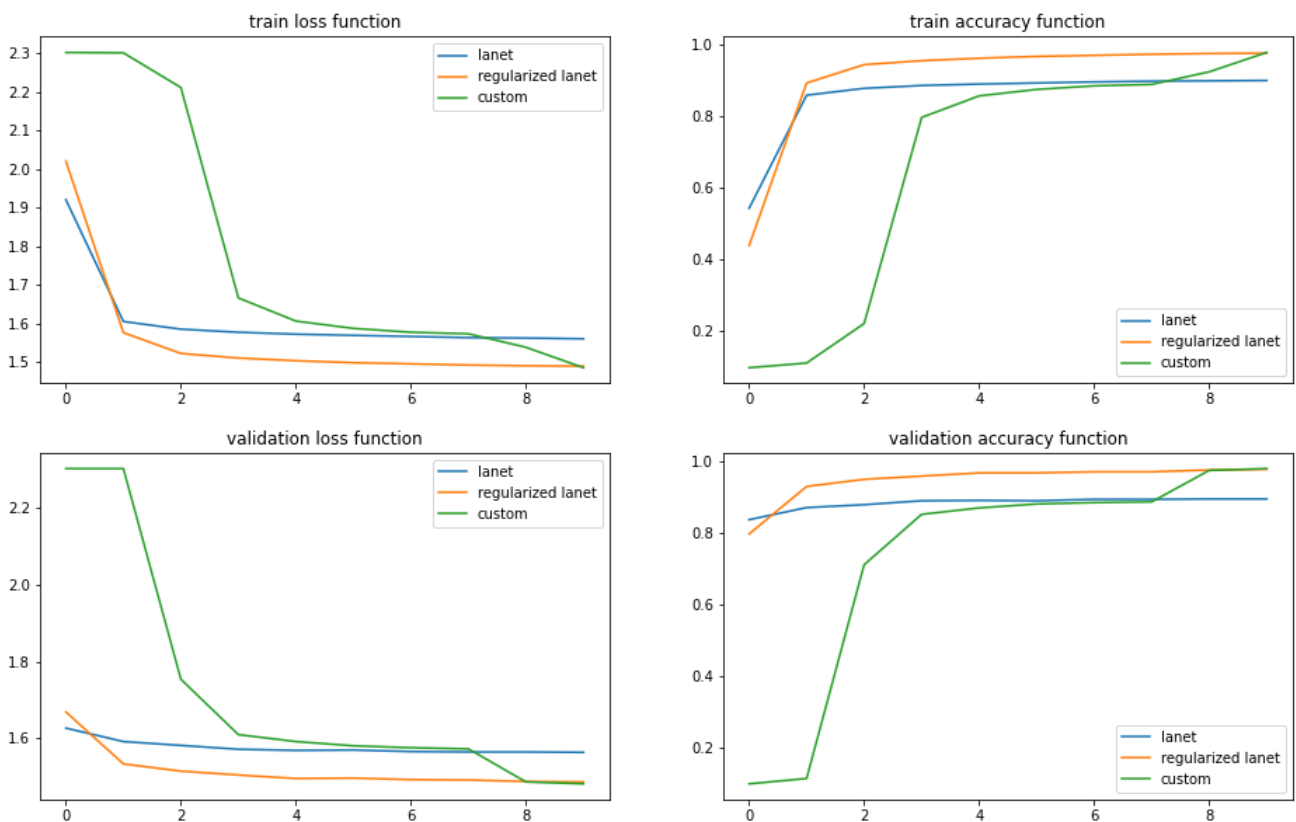 train loss function
2.3
2.2
2.1
2.0
1.9
1.8
1.7
1.6
1.5
0 2 4 6 8
lanet
regularized lanet
custom
train accuracy function
1.0
0.8
0.6
0.4
0.2
0 2 4 6 8
lanet
regularized lanet
custom
validation loss function
2.2
2.0
1.8
1.6
0 2 4 6 8
lanet
regularized lanet
custom
validation accuracy function
1.0
0.8
0.6
0.4
0.2
0 2 4 6 8
lanet
regularized lanet
custom